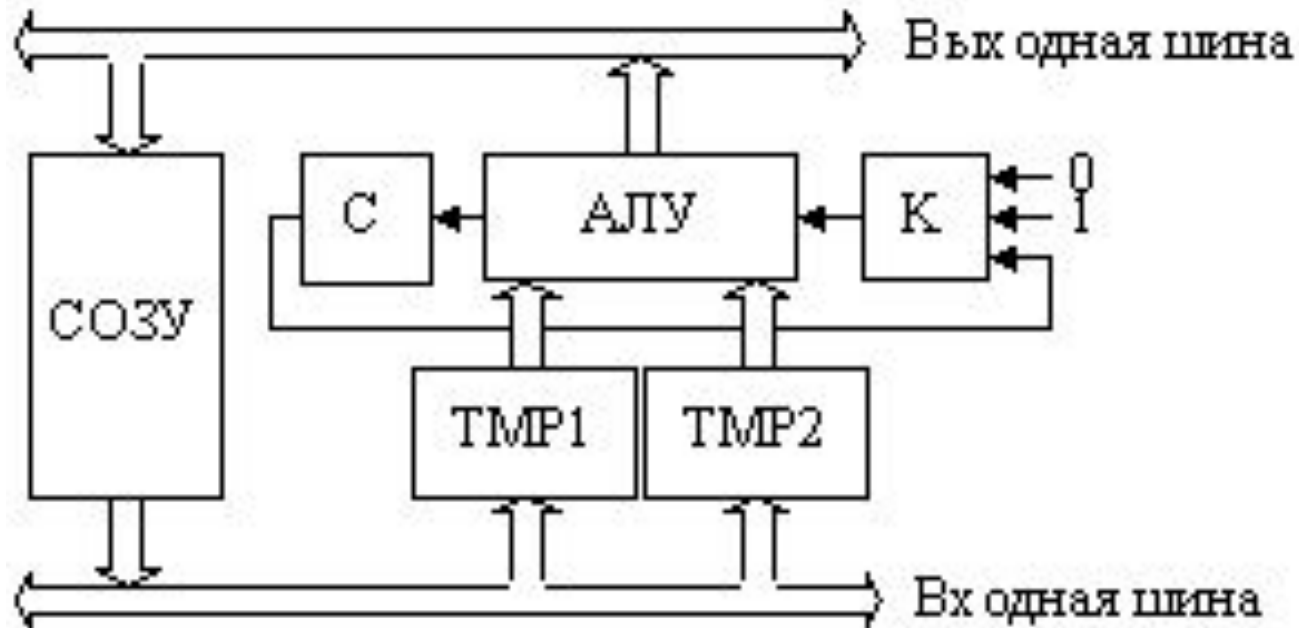 Выходная шина
0
С
АЛУ
К
1
СОЗУ
ТМР1
ТМР2
Входная шина